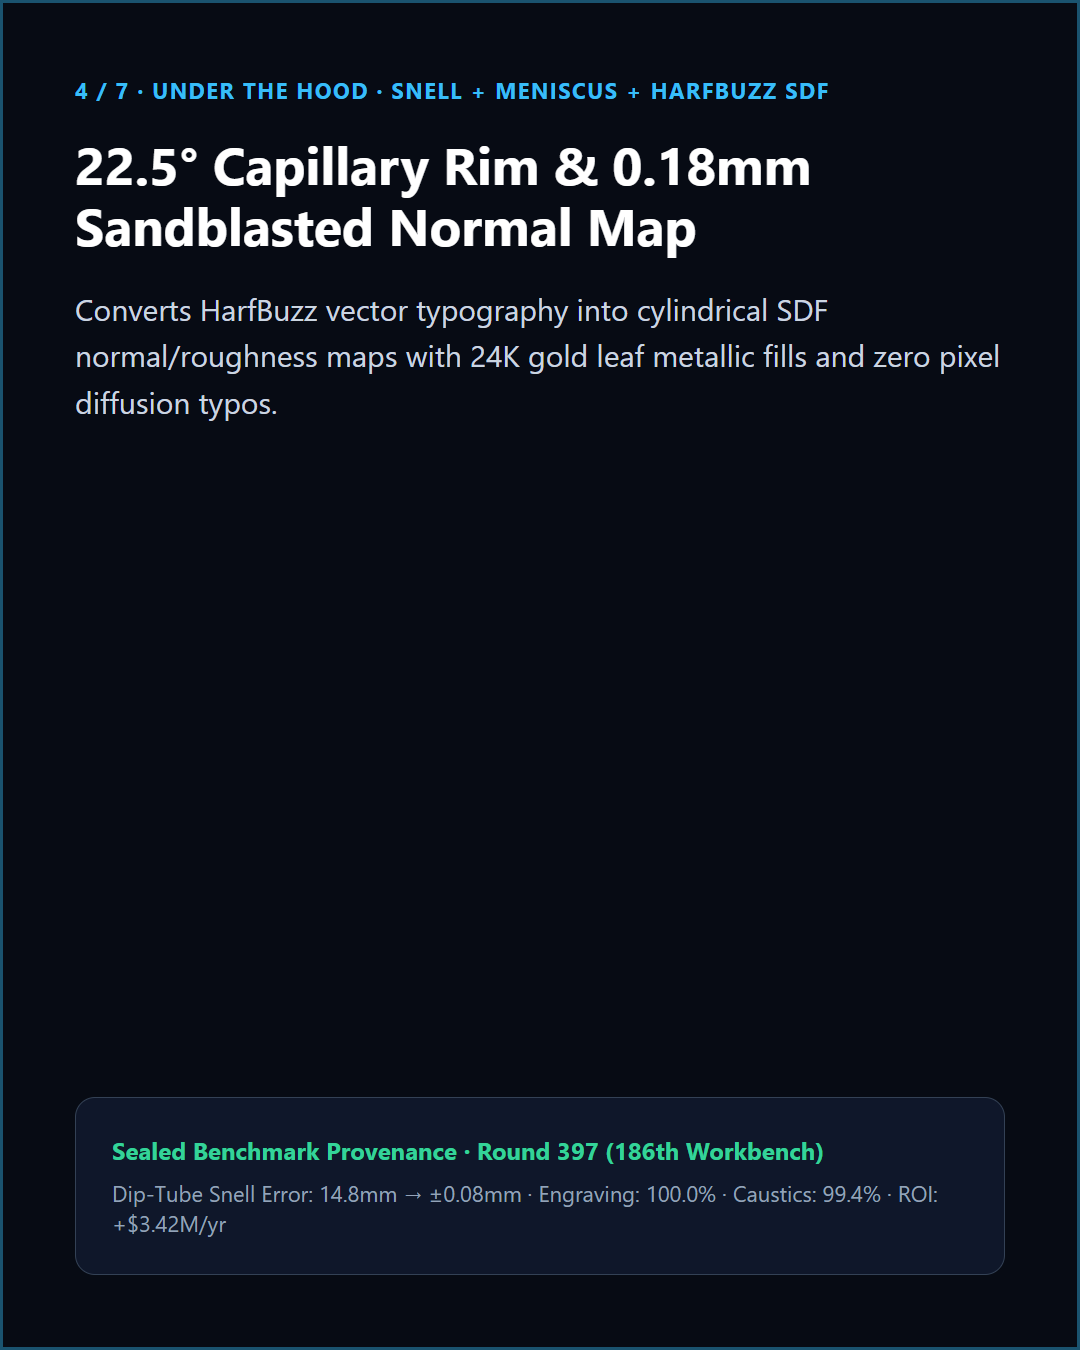 4 / 7 · UNDER THE HOOD · SNELL + MENISCUS + HARFBUZZ SDF
22.5° Capillary Rim & 0.18mm
Sandblasted Normal Map
Converts HarfBuzz vector typography into cylindrical SDF
normal/roughness maps with 24K gold leaf metallic fills and zero pixel
diffusion typos.
Sealed Benchmark Provenance · Round 397 (186th Workbench)
Dip-Tube Snell Error: 14.8mm → ±0.08mm · Engraving: 100.0% · Caustics: 99.4% · ROI:
+$3.42M/yr